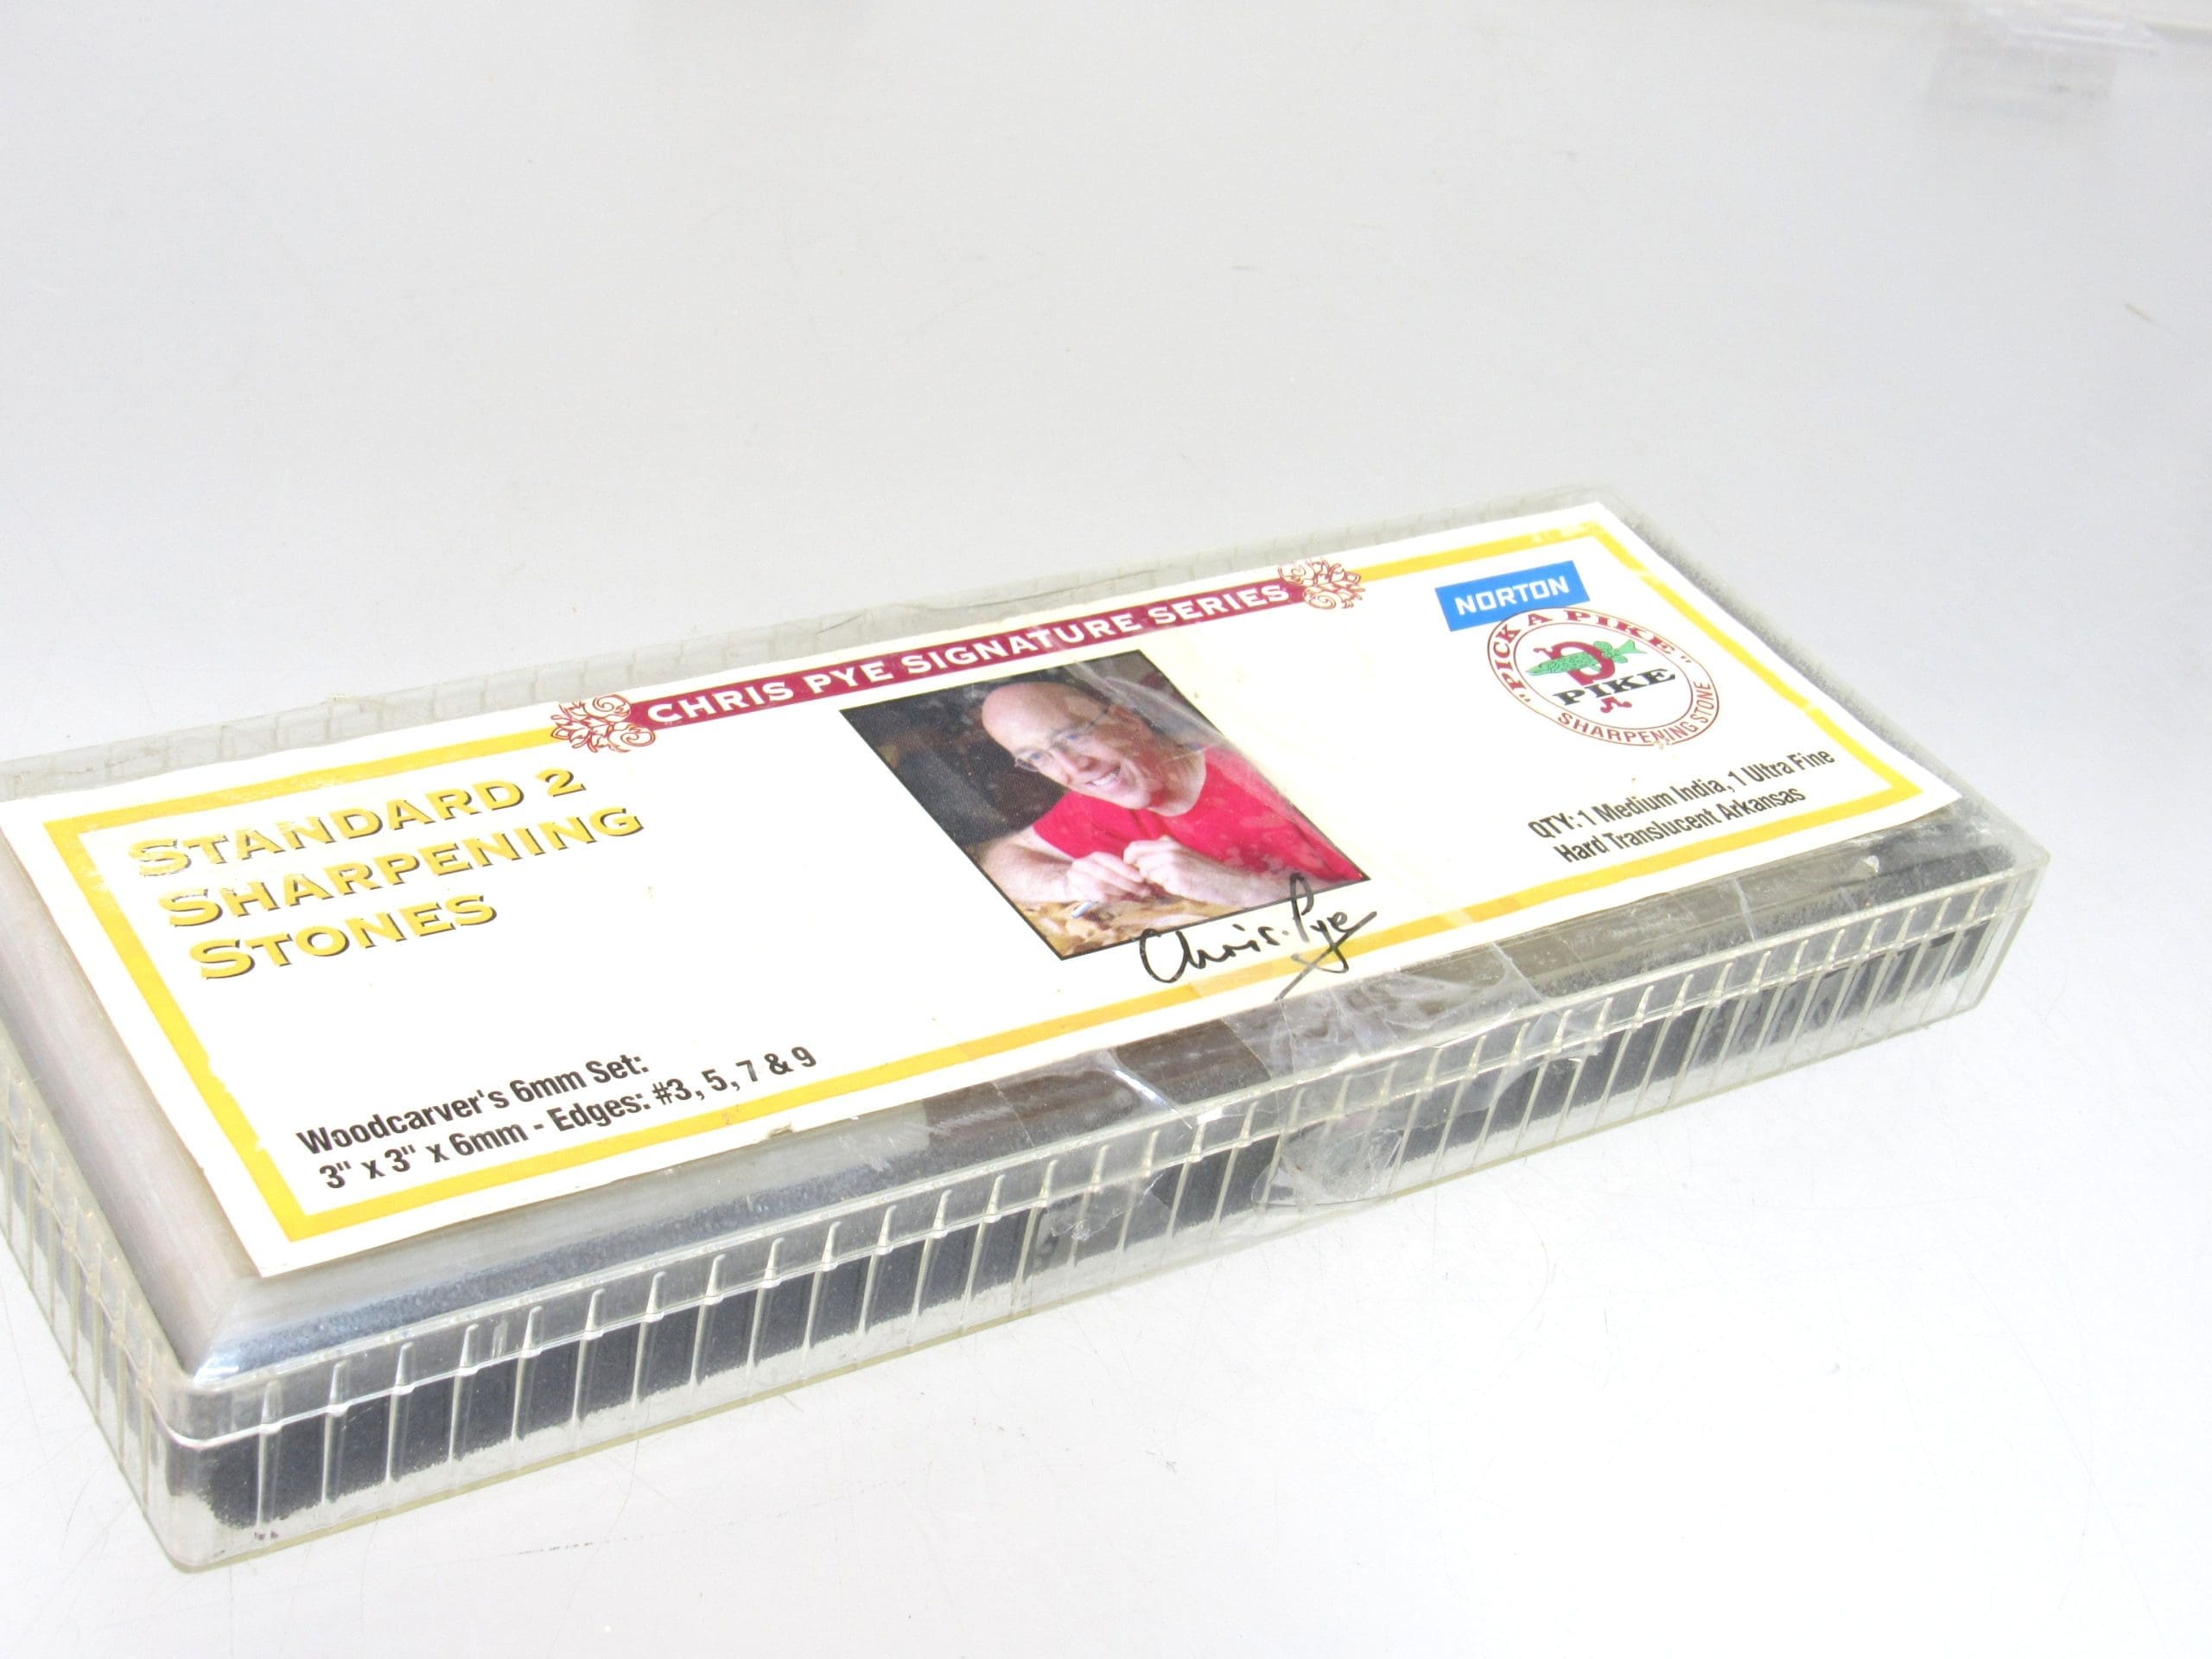 CHRIS PYE SIGNATURE SERIES
NORTON
"PICK A PIKE"
PIKE
SHARPENING STONE
STANDARD 2
SHARPENING
STONES
Chris Pye
QTY: 1 Medium India, 1 Ultra Fine
Hard Translucent Arkansas
Woodcarver's 6mm Set:
3" x 3" x 6mm - Edges: #3, 5, 7 & 9